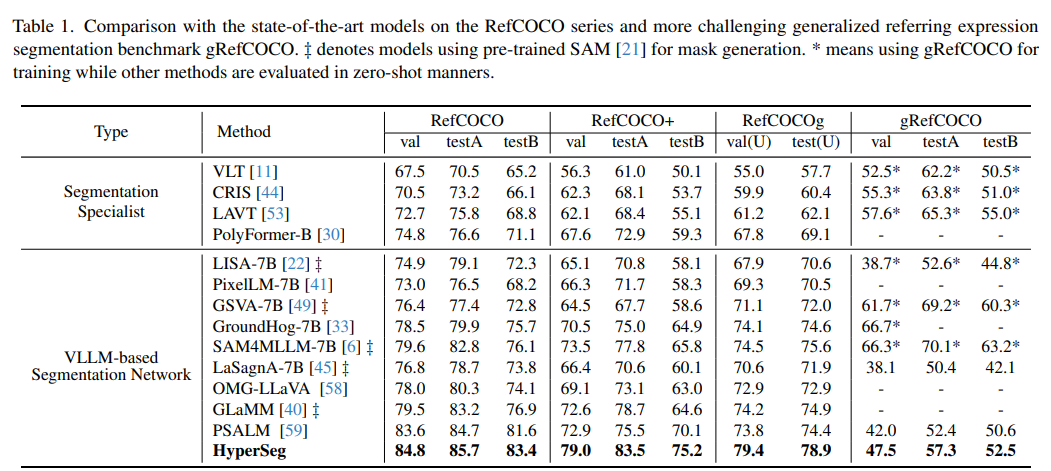 Table 1. Comparison with the state-of-the-art models on the RefCOCO series and more challenging generalized referring expression
segmentation benchmark gRefCOCO. ‡ denotes models using pre-trained SAM [21] for mask generation. * means using gRefCOCO for
training while other methods are evaluated in zero-shot manners.
Type Method RefCOCO RefCOCO+ RefCOCOg gRefCOCO
val testA testB val testA testB val(U) test(U) val testA testB
Segmentation Specialist
VLT [11] 67.5 70.5 65.2 56.3 61.0 50.1 55.0 57.7 52.5* 62.2* 50.5*
CRIS [44] 70.5 73.2 66.1 62.3 68.1 53.7 59.9 60.4 55.3* 63.8* 51.0*
LAVT [53] 72.7 75.8 68.8 62.1 68.4 55.1 61.2 62.1 57.6* 65.3* 55.0*
PolyFormer-B [30] 74.8 76.6 71.1 67.6 72.9 59.3 67.8 69.1 - - -
VLLM-based Segmentation Network
LISA-7B [22] ‡ 74.9 79.1 72.3 65.1 70.8 58.1 67.9 70.6 38.7* 52.6* 44.8*
PixelLM-7B [41] 73.0 76.5 68.2 66.3 71.7 58.3 69.3 70.5 - - -
GSVA-7B [49] ‡ 76.4 77.4 72.8 64.5 67.7 58.6 71.1 72.0 61.7* 69.2* 60.3*
GroundHog-7B [33] 78.5 79.9 75.7 70.5 75.0 64.9 74.1 74.6 66.7* - -
SAM4MLLM-7B [6] ‡ 79.6 82.8 76.1 73.5 77.8 65.8 74.5 75.6 66.3* 70.1* 63.2*
LaSagnA-7B [45] ‡ 76.8 78.7 73.8 66.4 70.6 60.1 70.6 71.9 38.1 50.4 42.1
OMG-LLaVA [58] 78.0 80.3 74.1 69.1 73.1 63.0 72.9 72.9 - - -
GLaMM [40] ‡ 79.5 83.2 76.9 72.6 78.7 64.6 74.2 74.9 - - -
PSALM [59] 83.6 84.7 81.6 72.9 75.5 70.1 73.8 74.4 42.0 52.4 50.6
HyperSeg 84.8 85.7 83.4 79.0 83.5 75.2 79.4 78.9 47.5 57.3 52.5